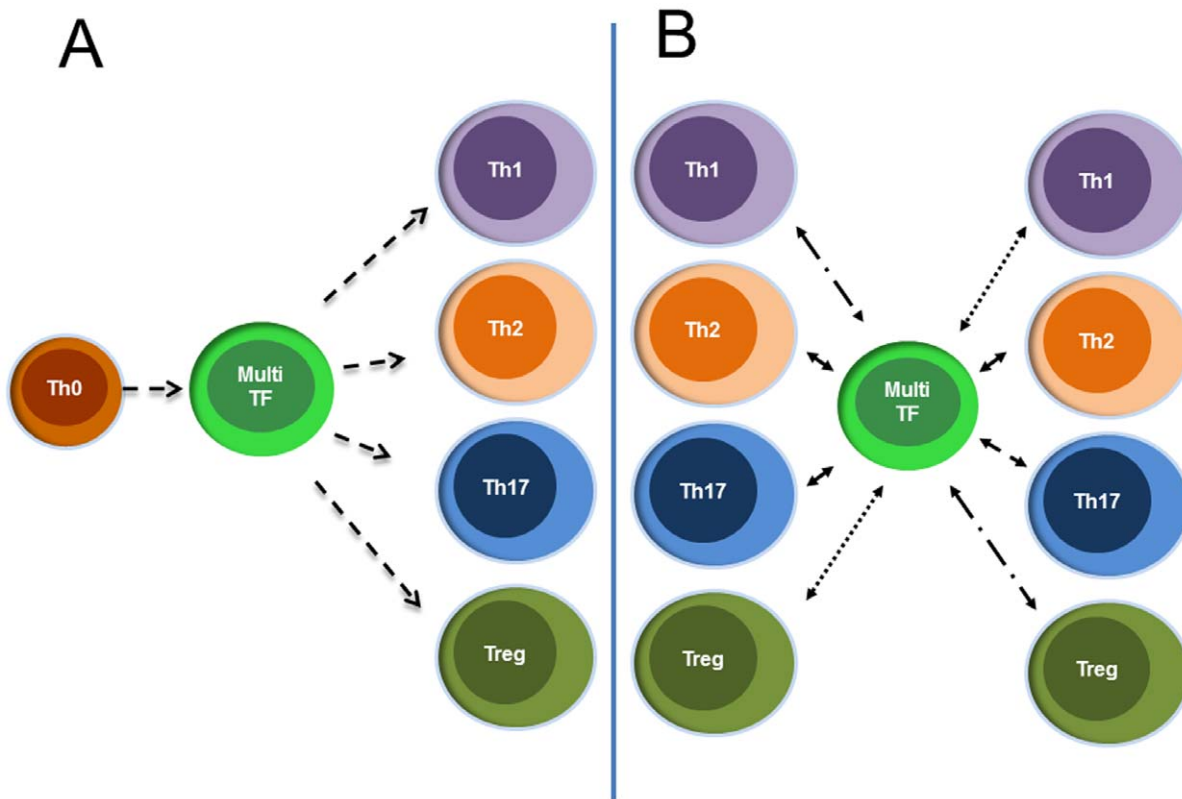 A
B
Th1
Th2
Th0
Multi
TF
Th17
Treg
Th1
Th2
Th17
Treg
Multi
TF
Th1
Th2
Th17
Treg